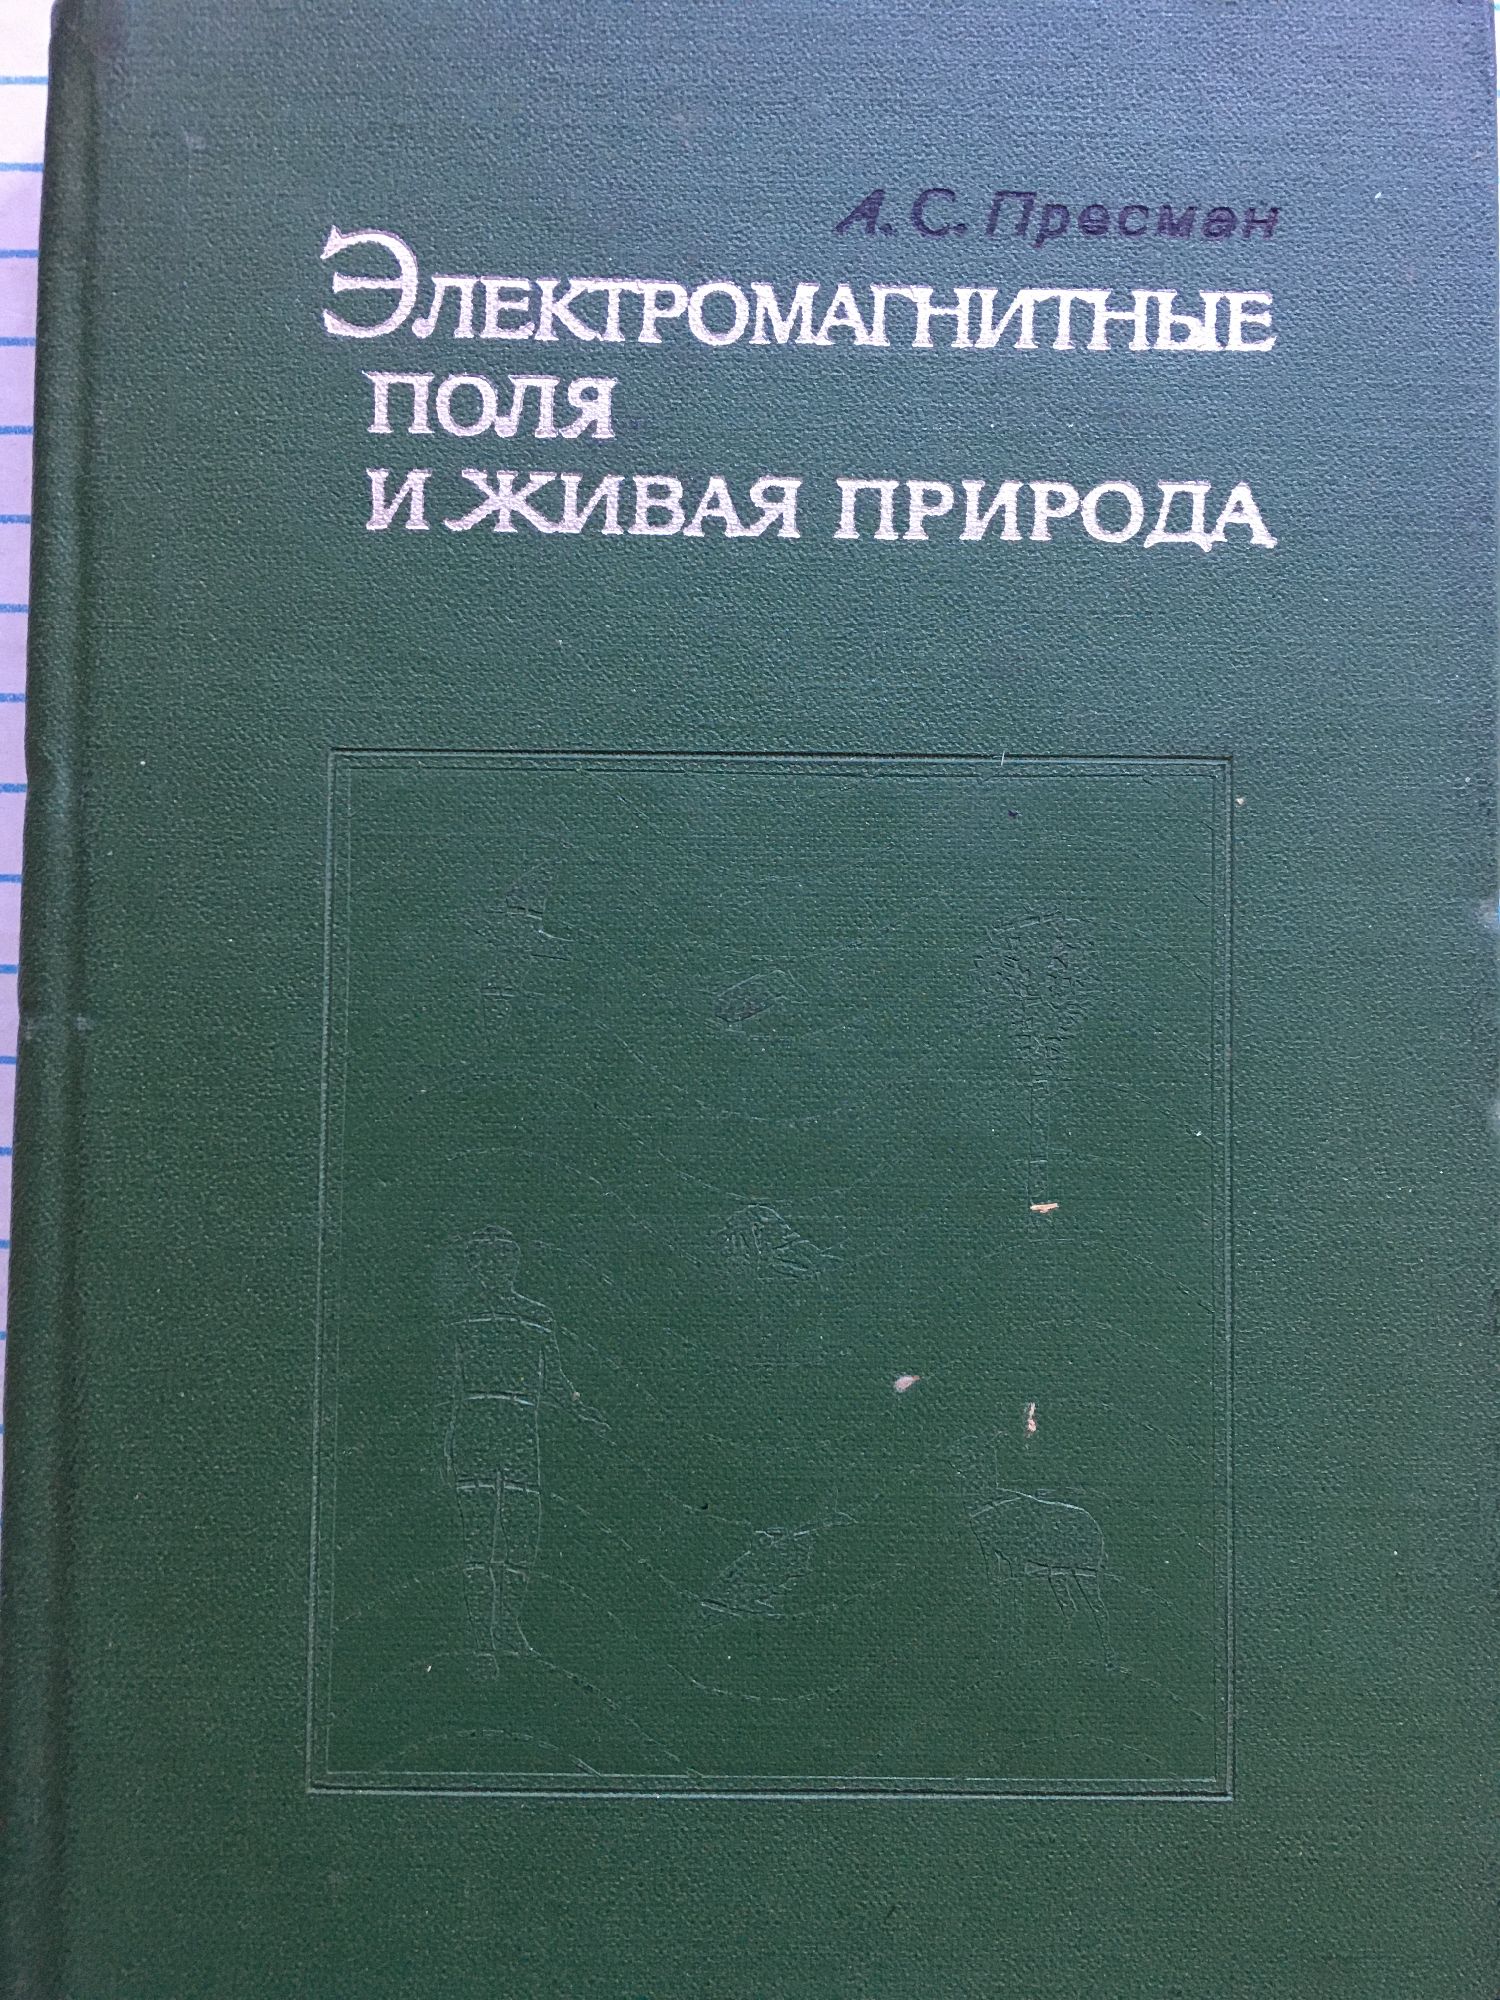 А. С. Пресман
Электромагнитные
поля
и живая природа